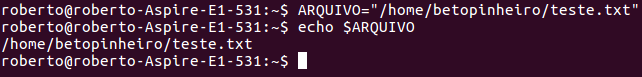 roberto@roberto-Aspire-E1-531:~$ ARQUIVO="/home/betopinheiro/teste.txt"
roberto@roberto-Aspire-E1-531:~$ echo $ARQUIVO
/home/betopinheiro/teste.txt
roberto@roberto-Aspire-E1-531:~$